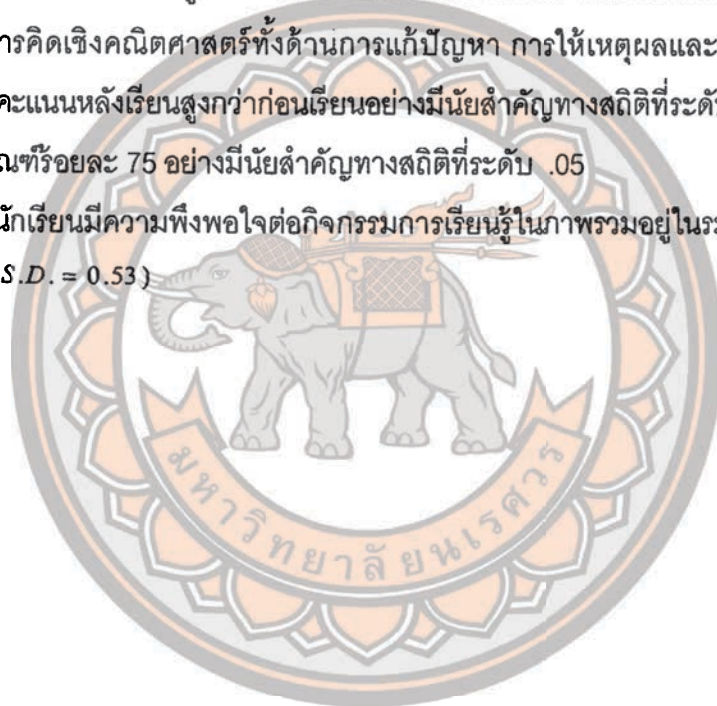 ารคิดเชิงคณิตศาสตร์ทั้งด้านการแก้ปัญหา การให้เหตุผลและ
คะแนนหลังเรียนสูงกว่าก่อนเรียนอย่างมีนัยสำคัญทางสถิติที่ระดั
ณฑ์ร้อยละ 75 อย่างมีนัยสำคัญทางสถิติที่ระดับ .05
นักเรียนมีความพึงพอใจต่อกิจกรรมการเรียนรู้ในภาพรวมอยู่ในระ
S.D. = 0.53)
มหาวิทยาลัยนเรศวร